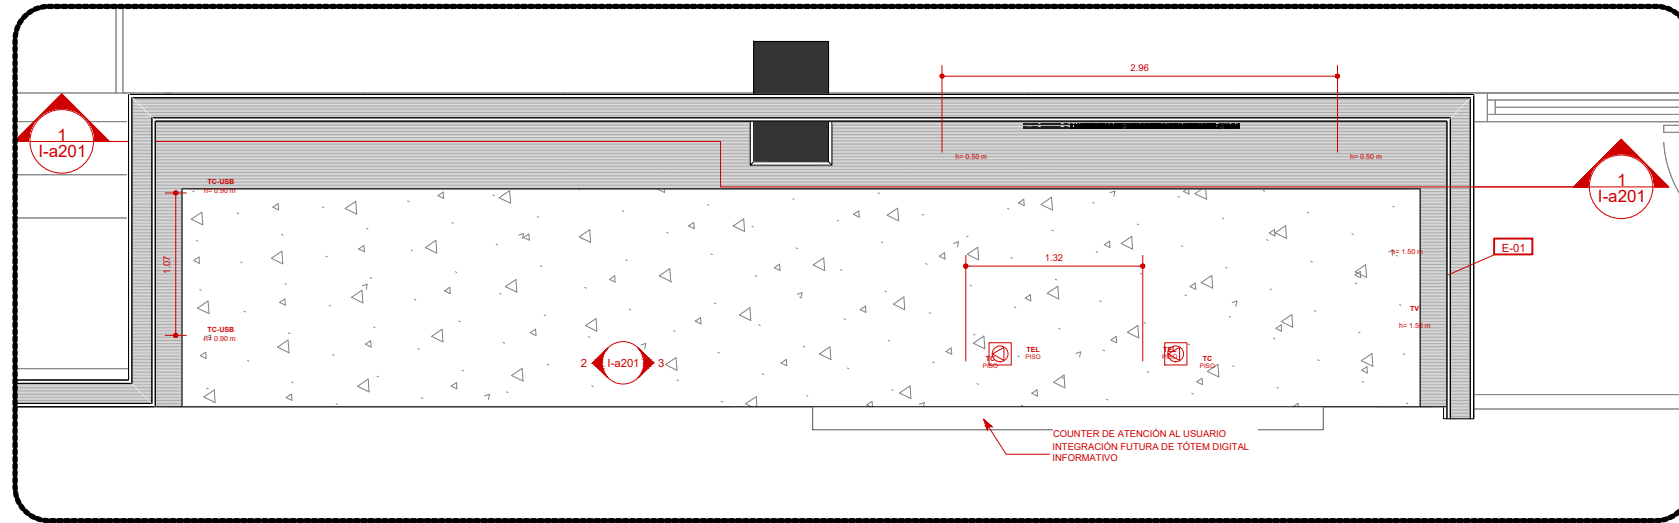 2.96
1
I-a201
h= 0.50 m
h= 0.50 m
TC-USB
h= 0.90 m
1
I-a201
E-01
h= 1.50 m
1.07
1.32
TV
h= 1.50 m
TC-USB
h= 0.90 m
TEL
PISO
TC
PISO
TEL
PISO
TC
PISO
2
I-a201
3
COUNTER DE ATENCIÓN AL USUARIO
INTEGRACIÓN FUTURA DE TÓTEM DIGITAL
INFORMATIVO